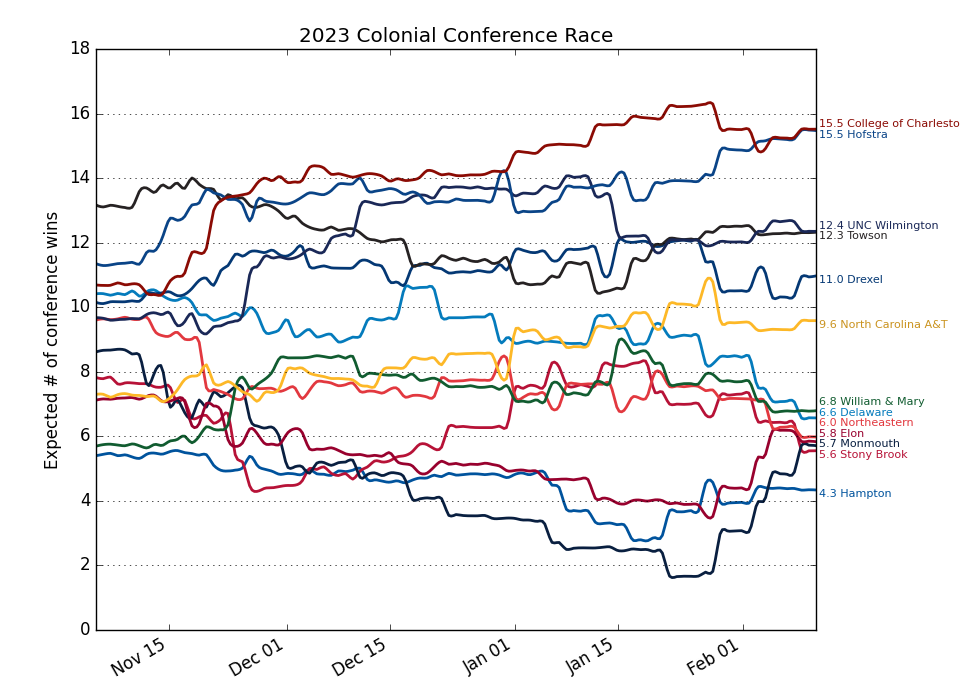 2023 Colonial Conference Race
Expected # of conference wins
18
16
14
12
10
8
6
4
2
0
Nov 15
Dec 01
Dec 15
Jan 01
Jan 15
Feb 01
15.5 College of Charlesto
15.5 Hofstra
12.4 UNC Wilmington
12.3 Towson
11.0 Drexel
9.6 North Carolina A&T
6.8 William & Mary
6.6 Delaware
6.0 Northeastern
5.8 Elon
5.7 Monmouth
5.6 Stony Brook
4.3 Hampton